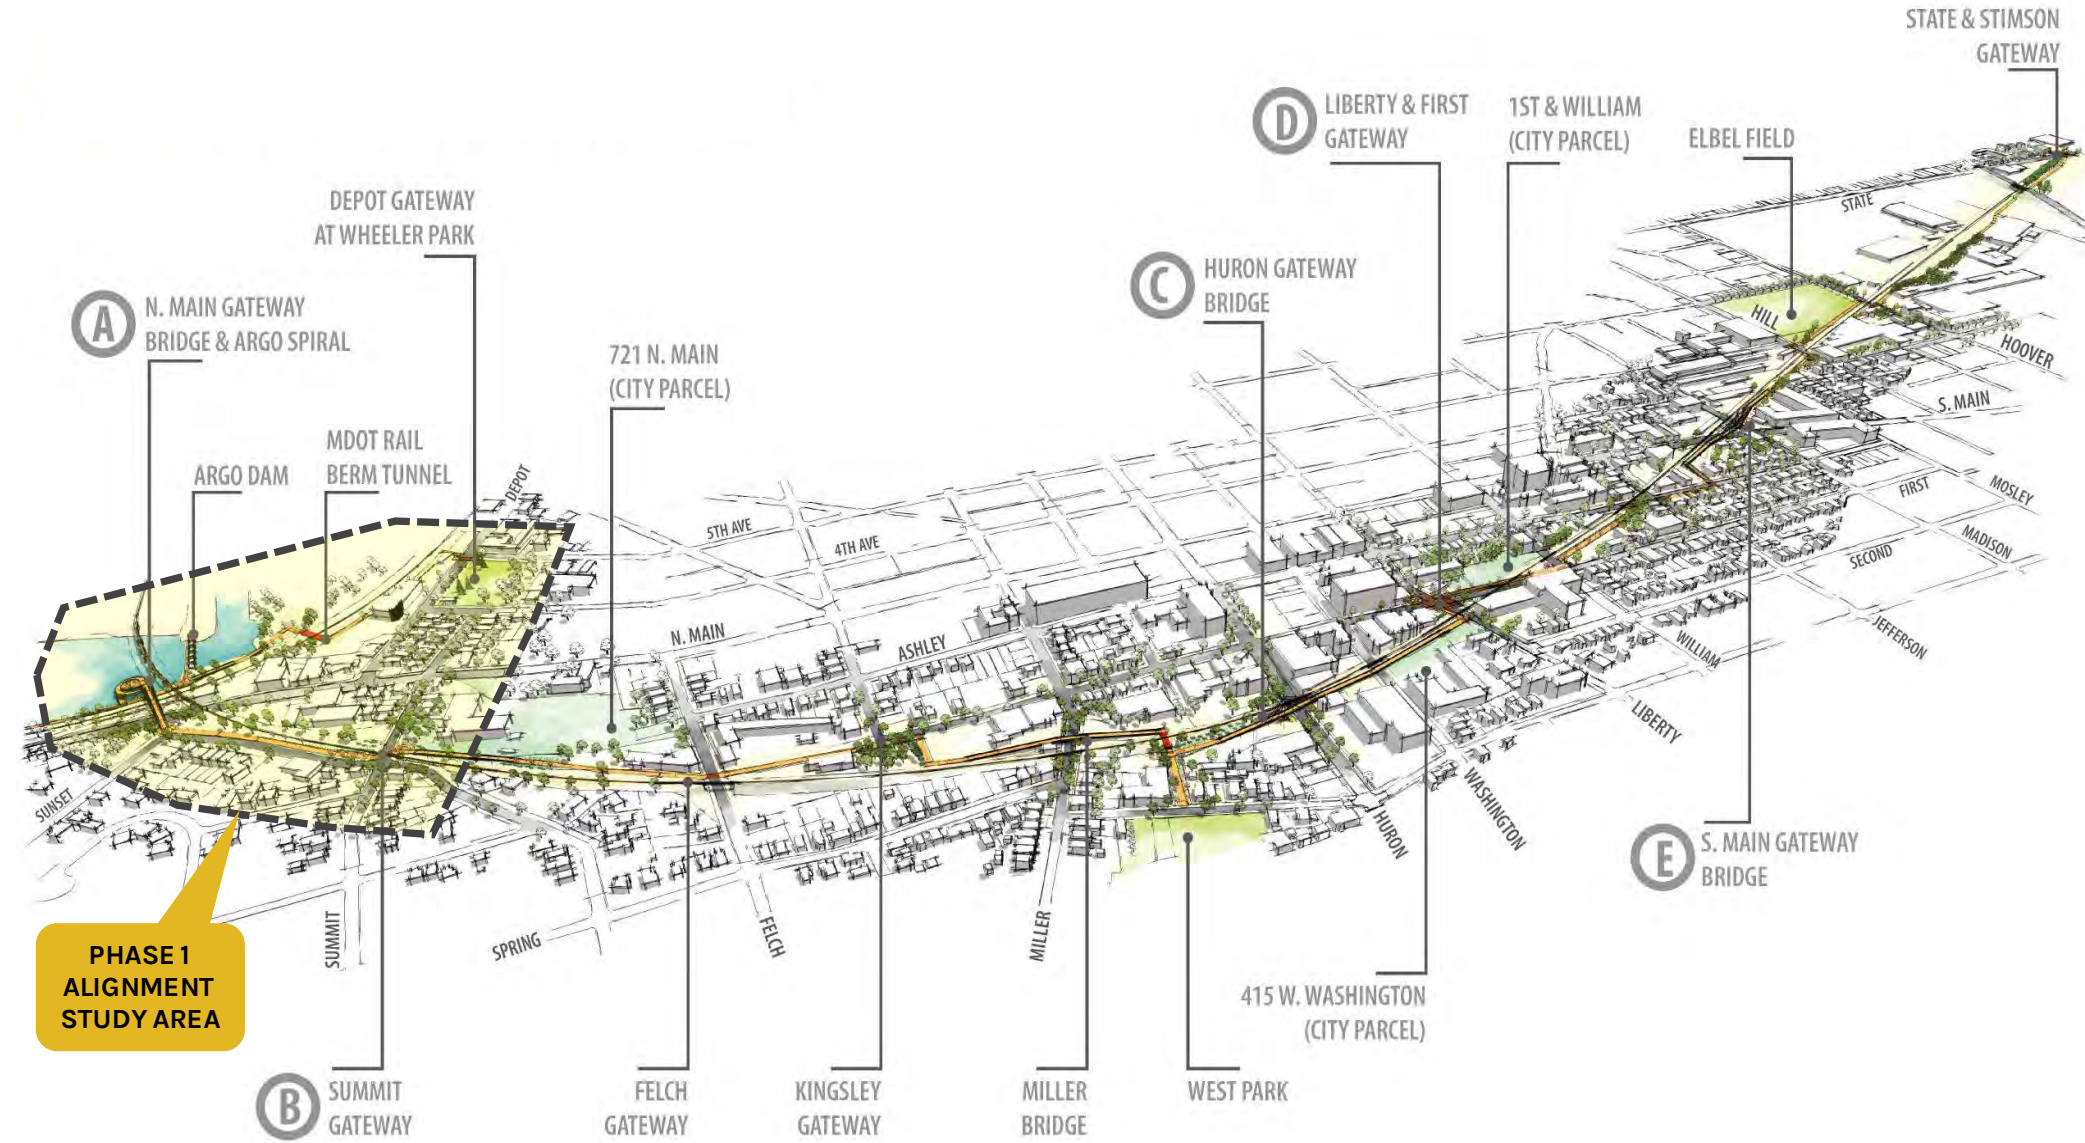 STATE & STIMSON
GATEWAY
D
LIBERTY & FIRST
GATEWAY
1ST & WILLIAM
(CITY PARCEL)
ELBEL FIELD
DEPOT GATEWAY
AT WHEELER PARK
C
HURON GATEWAY
BRIDGE
A
N. MAIN GATEWAY
BRIDGE & ARGO SPIRAL
721 N. MAIN
(CITY PARCEL)
MDOT RAIL
BERM TUNNEL
ARGO DAM
DEPOT
5TH AVE
4TH AVE
N. MAIN
ASHLEY
STATE
HILL
HOOVER
S. MAIN
MOSLEY
FIRST
MADISON
SECOND
JEFFERSON
WILLIAM
LIBERTY
WASHINGTON
HURON
SUNSET
SUMMIT
SPRING
FELCH
MILLER
E
S. MAIN GATEWAY
BRIDGE
PHASE 1
ALIGNMENT
STUDY AREA
415 W. WASHINGTON
(CITY PARCEL)
B
SUMMIT
GATEWAY
FELCH
GATEWAY
KINGSLEY
GATEWAY
MILLER
BRIDGE
WEST PARK